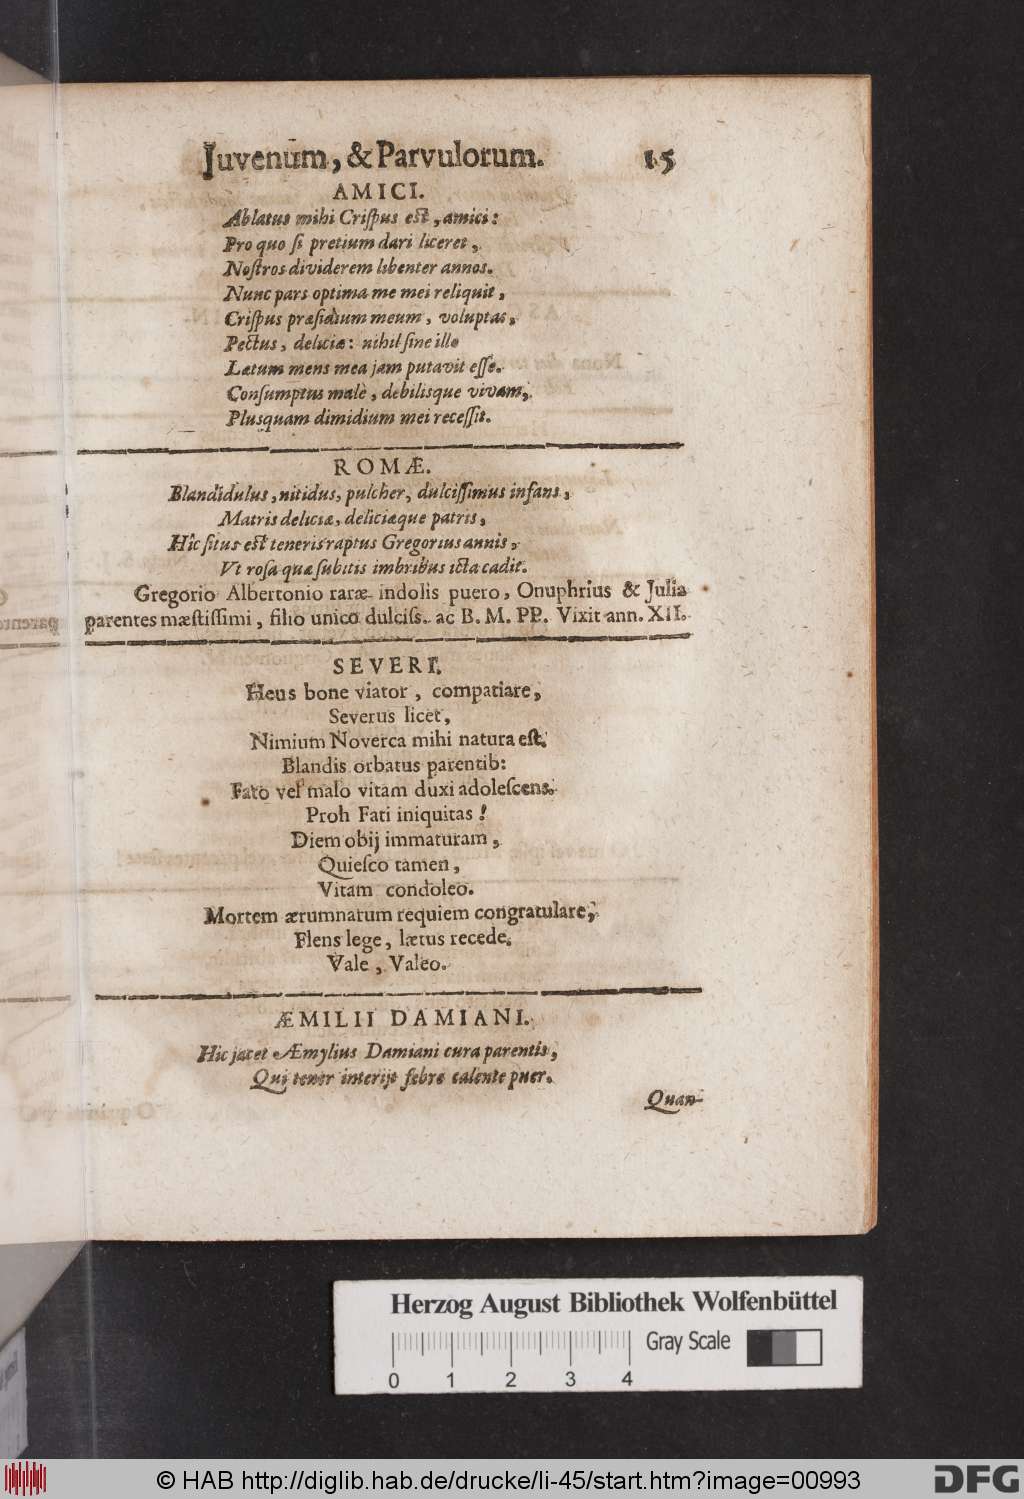 Juvenūm, & Parvulorum. 15
AMICI.
Ablatus mihi Criſpus eſt, amici:
Pro quo ſi pretium dari liceret,
Noſtros dividerem libenter annos.
Nunc pars optima me mei reliquit,
Criſpus præſidium meum, voluptas,
Pectus, deliciæ: nihil ſine illo
Lætum mens mea jam putavit eſſe.
Conſumptus malè, debilisque vivam,
Plusquam dimidium mei receſſit.
ROMÆ.
Blandidulus, nitidus, pulcher, dulciſſimus infans,
Matris deliciæ, deliciæque patris,
Hîc ſitus eſt teneris raptus Gregorius annis,
Vt roſa quæ ſubitis imbribus icta cadit.
Gregorio Albertonio raræ indolis puero, Onuphrius & Julia
parentes mæſtiſſimi, filio unico dulciſs. ac B. M. PP. Vixit ann. XII.
SEVERI.
Heus bone viator, compatiare,
Severus licet,
Nimium Noverca mihi natura eſt.
Blandis orbatus parentib:
Fato vel malo vitam duxi adoleſcens.
Proh Fati iniquitas!
Diem obij immaturam,
Quieſco tamen,
Vitam condoleo.
Mortem ærumnarum requiem congratulare,
Flens lege, lætus recede.
Vale, Valeo.
ÆMILII DAMIANI.
Hic jacet Æmylius Damiani cura parentis,
Qui tener interijt febre calente puer.
Quan-
Herzog August Bibliothek Wolfenbüttel
Gray Scale
0 1 2 3 4
© HAB http://diglib.hab.de/drucke/li-45/start.htm?image=00993
DFG